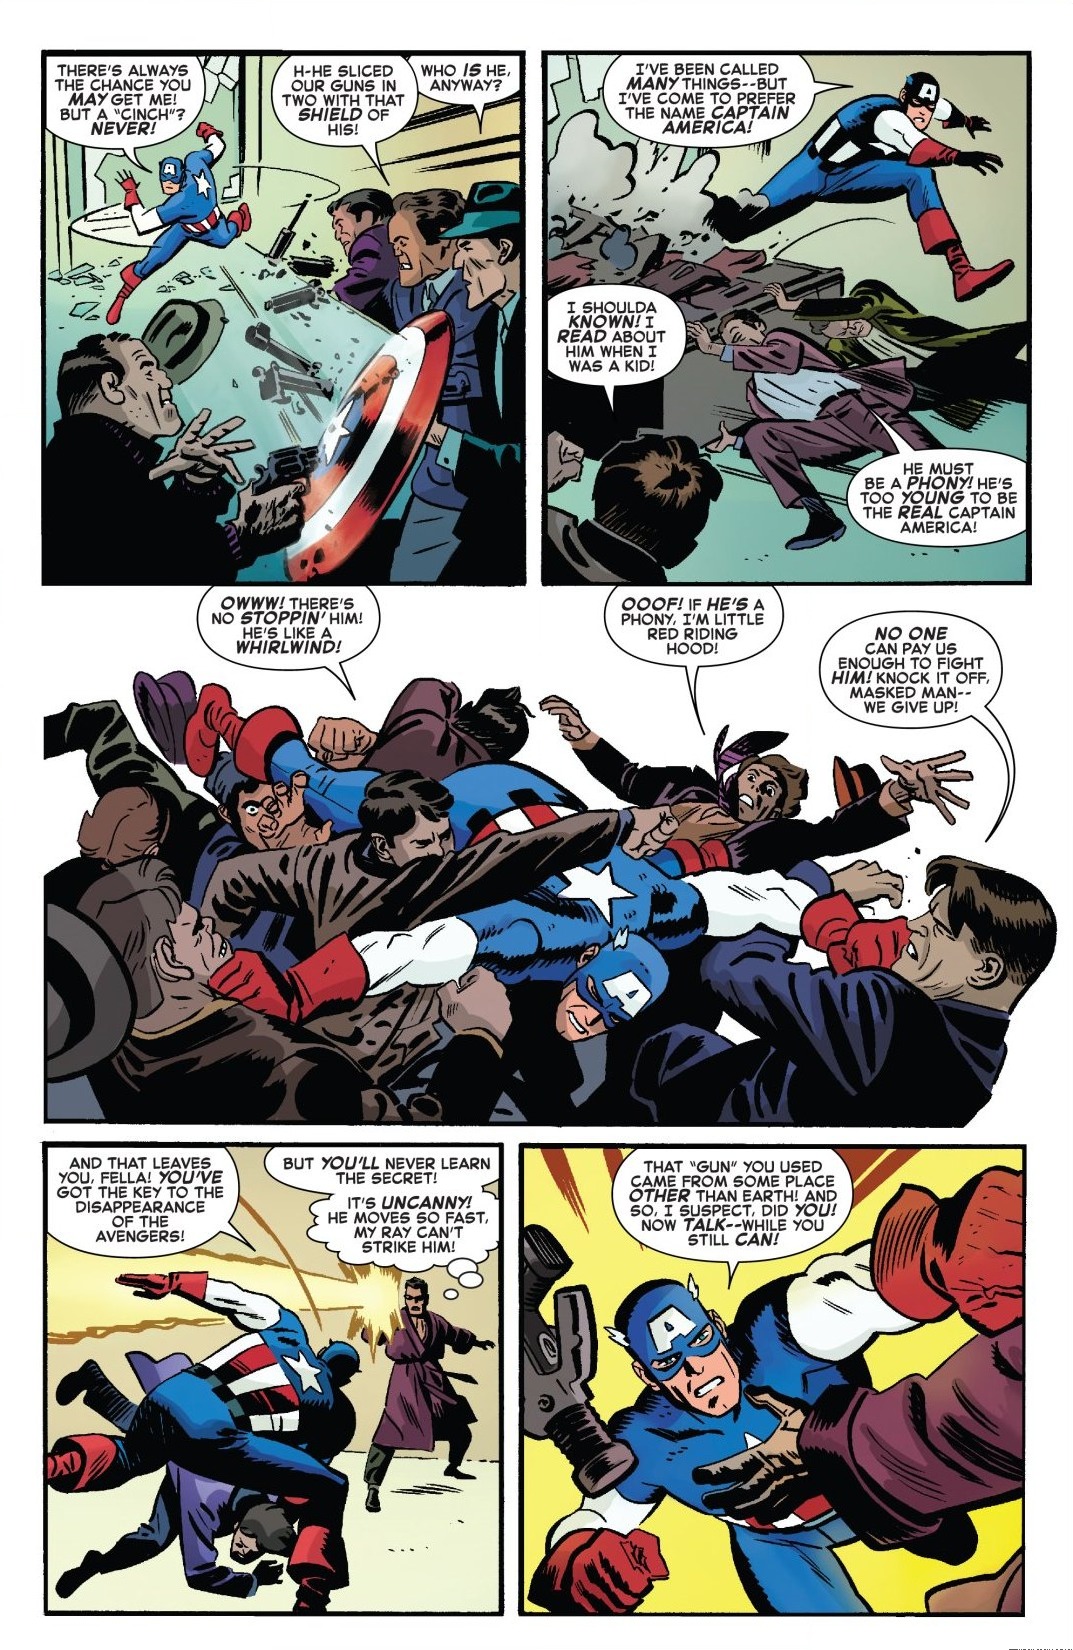 THERE'S ALWAYS
THE CHANCE YOU
MAY GET ME!
BUT A "CINCH"?
NEVER!
H-HE SLICED
OUR GUNS IN
TWO WITH THAT
SHIELD OF
HIS!
WHO IS HE,
ANYWAY?
I'VE BEEN CALLED
MANY THINGS--BUT
I'VE COME TO PREFER
THE NAME CAPTAIN
AMERICA!
A
I SHOULDA
KNOWN! I
READ ABOUT
HIM WHEN I
WAS A KID!
HE MUST
BE A PHONY! HE'S
TOO YOUNG TO BE
THE REAL CAPTAIN
AMERICA!
OWWW! THERE'S
NO STOPPIN' HIM!
HE'S LIKE A
WHIRLWIND!
OOOF! IF HE'S A
PHONY, I'M LITTLE
RED RIDING
HOOD!
NO ONE
CAN PAY US
ENOUGH TO FIGHT
HIM! KNOCK IT OFF,
MASKED MAN--
WE GIVE UP!
A
AND THAT LEAVES
YOU, FELLA! YOU'VE
GOT THE KEY TO THE
DISAPPEARANCE
OF THE
AVENGERS!
BUT YOU'LL NEVER LEARN
THE SECRET!
IT'S UNCANNY!
HE MOVES SO FAST,
MY RAY CAN'T
STRIKE HIM!
THAT "GUN" YOU USED
CAME FROM SOME PLACE
OTHER THAN EARTH! AND
SO, I SUSPECT, DID YOU!
NOW TALK--WHILE YOU
STILL CAN!
A